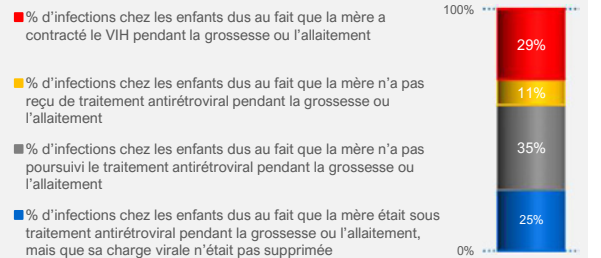 % d’infections chez les enfants dus au fait que la mère a
contracté le VIH pendant la grossesse ou l’allaitement
% d’infections chez les enfants dus au fait que la mère n’a pas
reçu de traitement antirétroviral pendant la grossesse ou
l’allaitement
% d’infections chez les enfants dus au fait que la mère n’a pas
poursuivi le traitement antirétroviral pendant la grossesse ou
l’allaitement
% d’infections chez les enfants dus au fait que la mère était sous
traitement antirétroviral pendant la grossesse ou l’allaitement,
mais que sa charge virale n’était pas supprimée
100%
29%
11%
35%
25%
0%